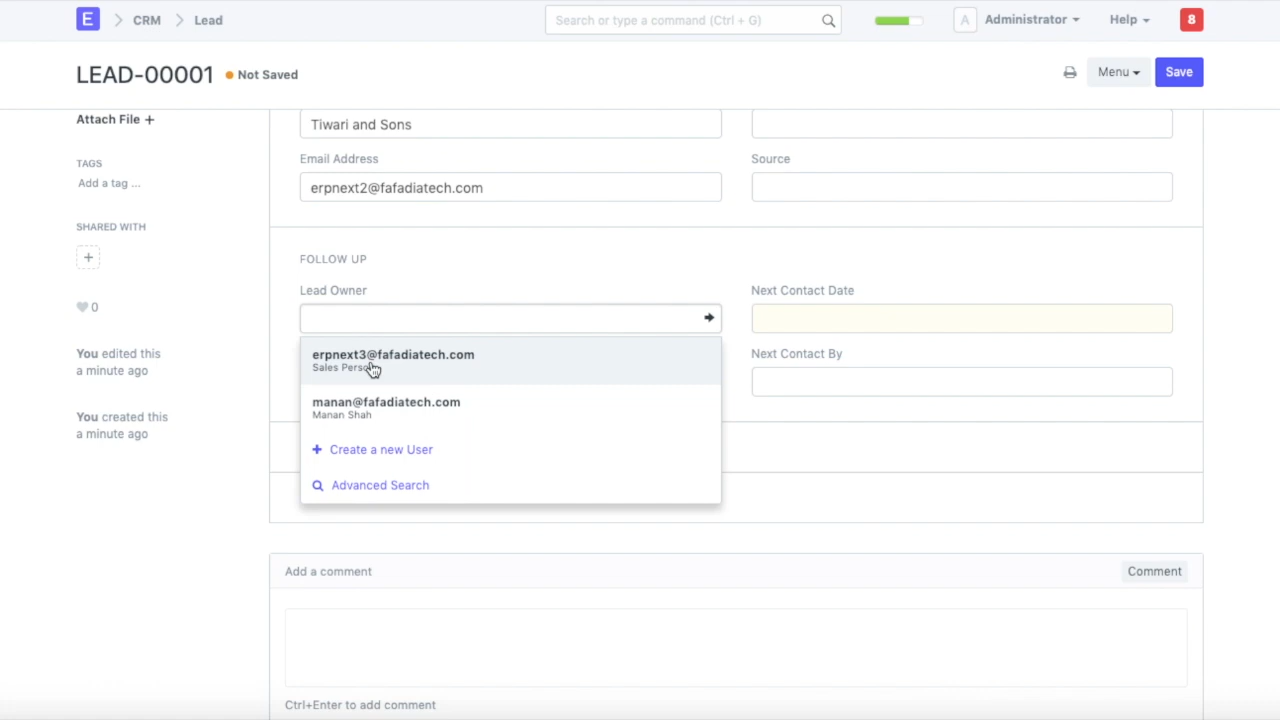 E CRM Lead Search or type a command (Ctrl + G) A Administrator Help 8
LEAD-00001 Not Saved Menu Save
Attach File +
TAGS
Add a tag ...
SHARED WITH
+
0
You edited this
a minute ago
You created this
a minute ago
Tiwari and Sons
Email Address
erpnext2@fafadiatech.com
Source
FOLLOW UP
Lead Owner
erpnext3@fafadiatech.com
Sales
manan@fafadiatech.com
Manan Shah
+ Create a new User
Advanced Search
Next Contact Date
Next Contact By
Add a comment Comment
Ctrl+Enter to add comment